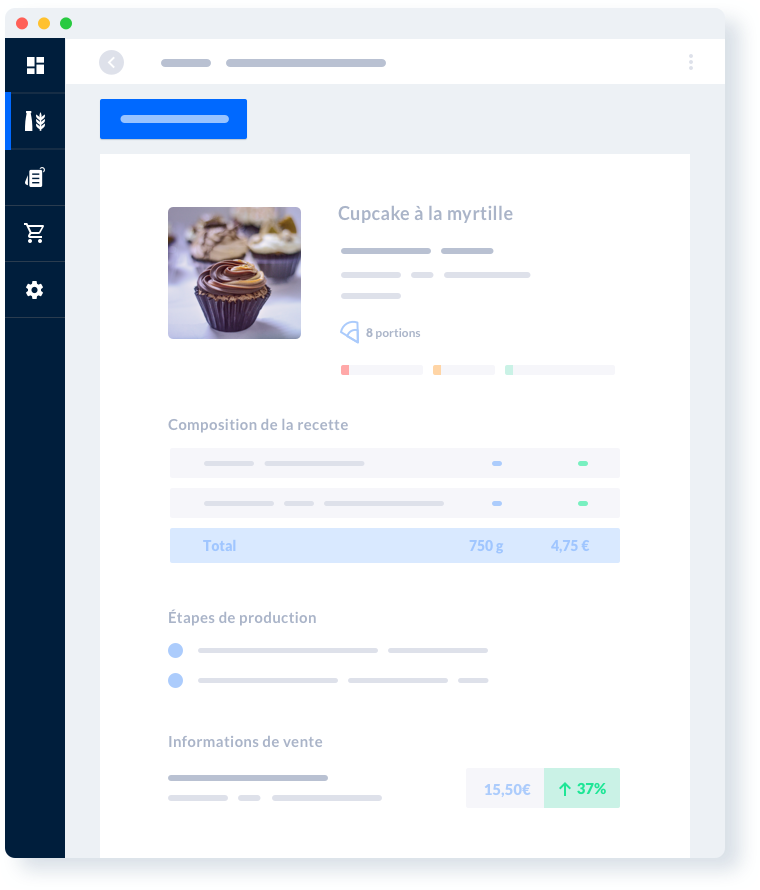 Cupcake à la myrtille
8 portions
Composition de la recette
Total 750 g 4,75 €
Étapes de production
Informations de vente
15,50€ 37%